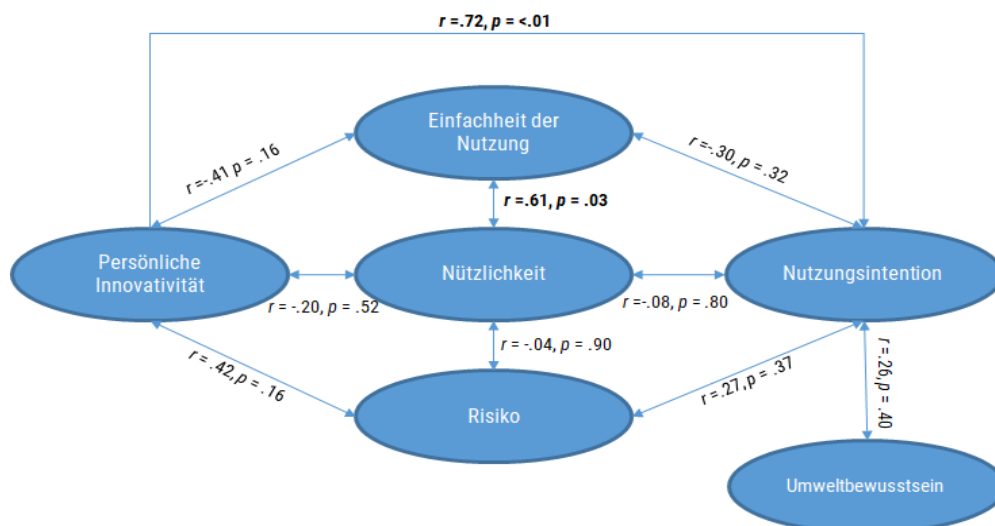 r =.72, p = <.01
Einfachheit der
Nutzung
r =-.41 p = .16
r =-.30, p = .32
r =.61, p = .03
Persönliche
Innovativität
Nützlichkeit
Nutzungsintention
r = -.20, p = .52
r =-.08, p = .80
r = -.04, p = .90
r = .42, p = .16
Risiko
r =.27, p = .37
r =.26, p = .40
Umweltbewusstsein